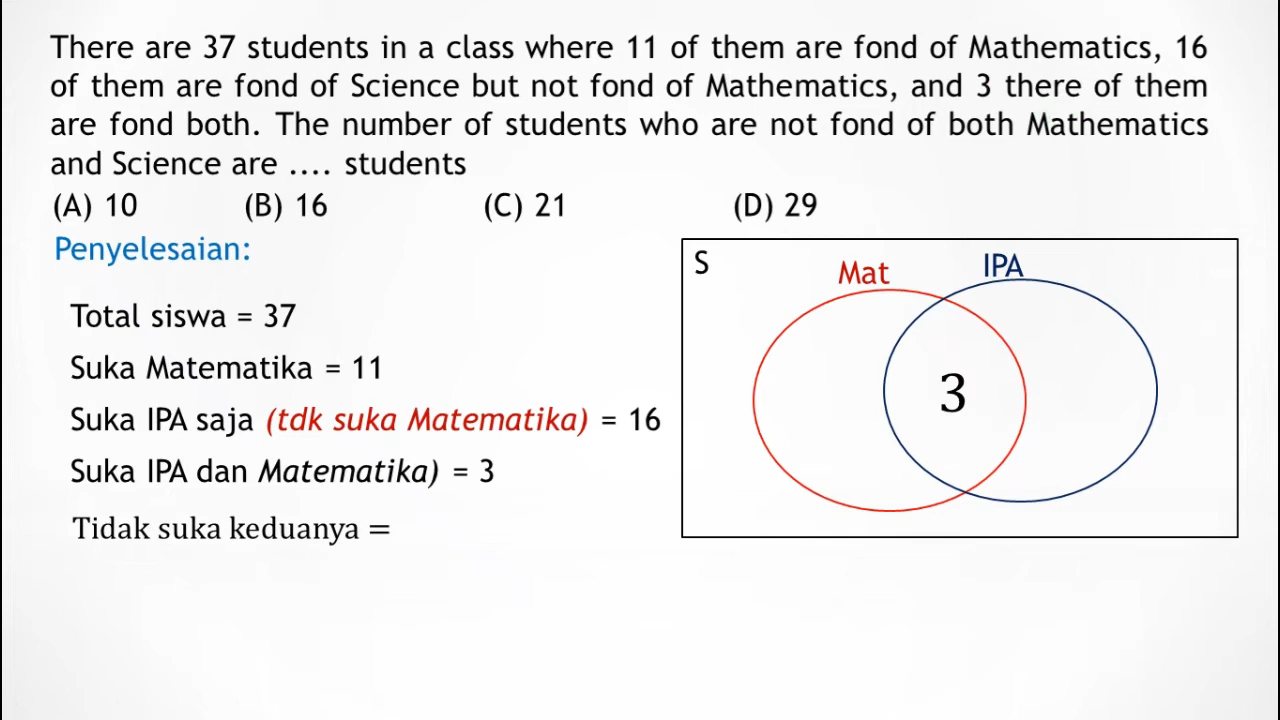 There are 37 students in a class where 11 of them are fond of Mathematics, 16
of them are fond of Science but not fond of Mathematics, and 3 there of them
are fond both. The number of students who are not fond of both Mathematics
and Science are .... students
(A) 10 (B) 16 (C) 21 (D) 29
Penyelesaian:
Total siswa = 37
Suka Matematika = 11
Suka IPA saja (tdk suka Matematika) = 16
Suka IPA dan Matematika) = 3
Tidak suka keduanya =
S
Mat
IPA
3